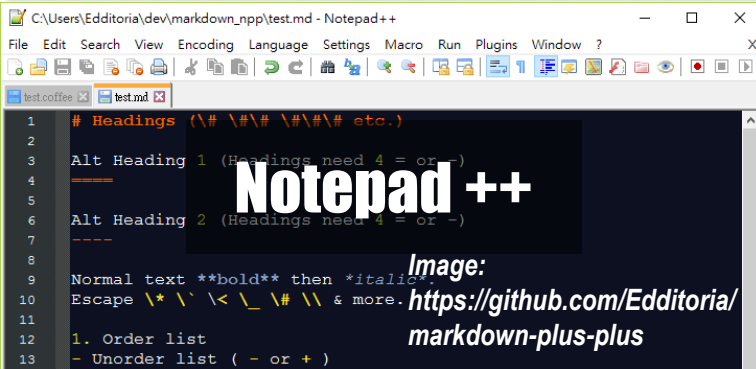 C:\Users\Edditoria\dev\markdown_npp\test.md - Notepad++
File Edit Search View Encoding Language Settings Macro Run Plugins Window ? X
test.coffee test.md
1 # Headings (\# \#\# \#\#\# etc.)
2
3 Alt Heading 1 (Headings need 4 = or -)
4 ====
5
6 Alt Heading 2 (Headings need 4 = or -)
7 ----
8
9 Normal text **bold** then *italic*.
10 Escape \* \` \< \_ \# \\ & more.
11
12 1. Order list
13 - Unorder list ( - or + )
Notepad ++
Image:
https://github.com/Edditoria/
markdown-plus-plus